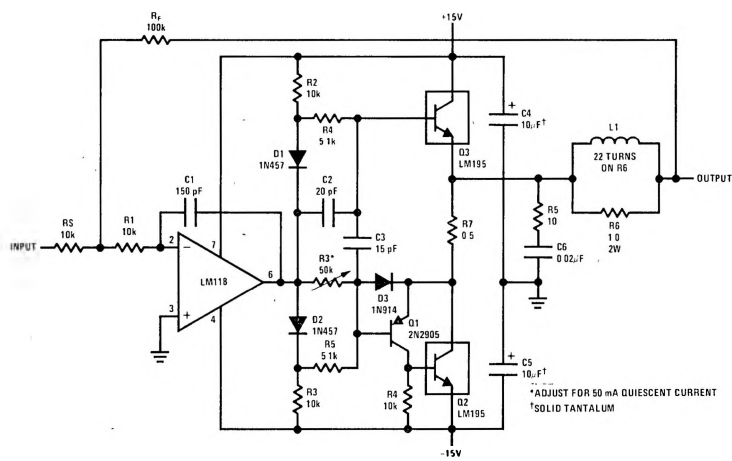 RF
100k
+15V
R2
10k
R4
5 1k
C4
10µF†
L1
22 TURNS
ON R6
OUTPUT
Q3
LM195
D1
1N457
C1
150 pF
C2
20 pF
RS
10k
R1
10k
R5
10
R6
1 0
2W
R7
0 5
C3
15 pF
INPUT
2
7
6
3
4
LM118
R3*
50k
C6
0 02µF
D3
1N914
D2
1N457
Q1
2N2905
R5
5 1k
C5
10µF†
R3
10k
R4
10k
Q2
LM195
*ADJUST FOR 50 mA QUIESCENT CURRENT
†SOLID TANTALUM
-15V